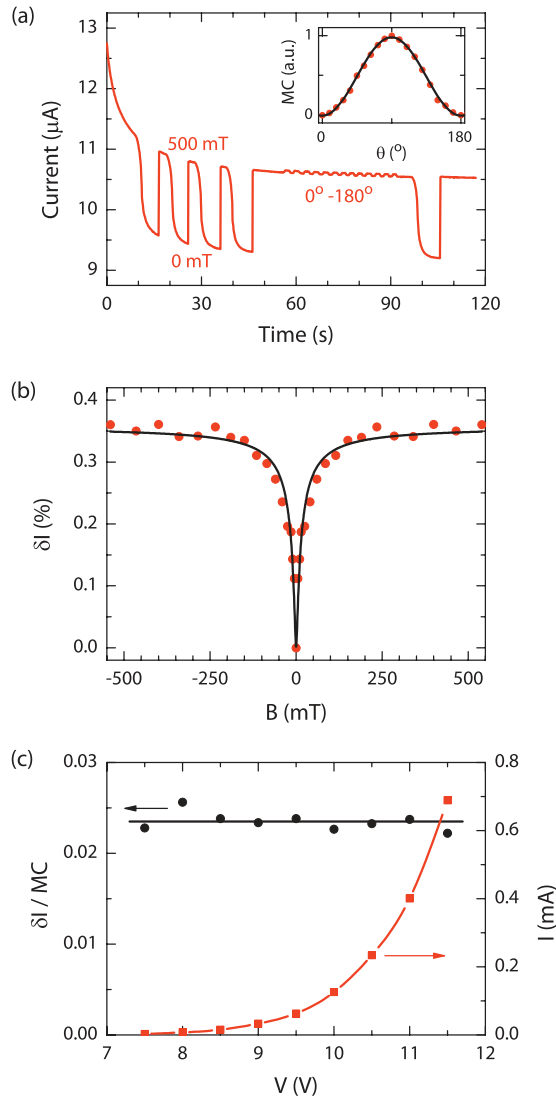 (a)
13
12
11
10
9
Current (μA)
500 mT
0 mT
0° -180°
0 30 60 90 120
Time (s)
1
0
MC (a.u.)
0 180
θ (°)
(b)
0.4
0.3
0.2
0.1
0.0
δI (%)
-500 -250 0 250 500
B (mT)
(c)
0.03
0.02
0.01
0.00
δI / MC
0.8
0.6
0.4
0.2
0.0
I (mA)
7 8 9 10 11 12
V (V)